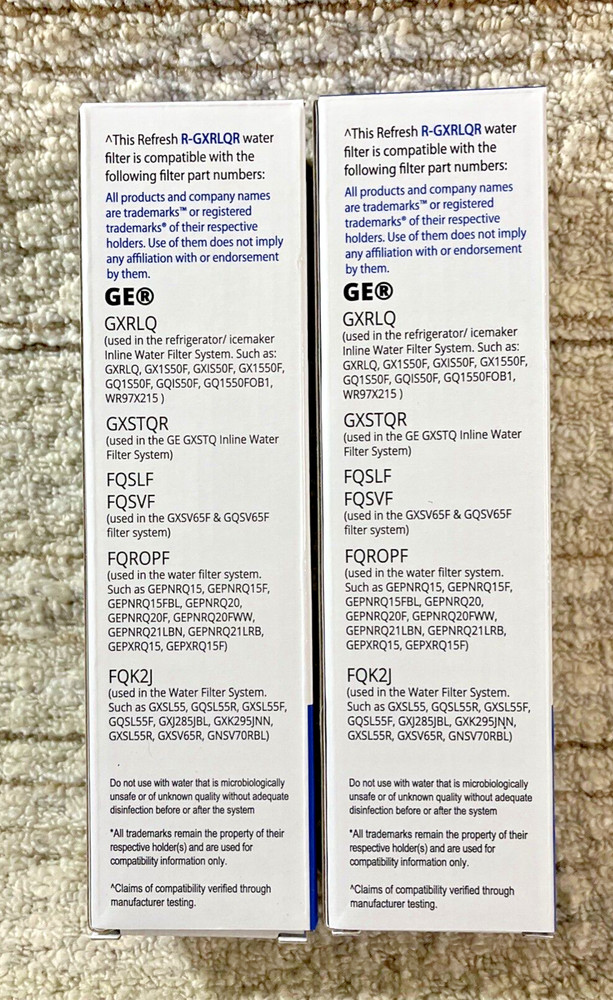 ^This Refresh R-GXRLQR water
filter is compatible with the
following filter part numbers:
All products and company names
are trademarks™ or registered
trademarks® of their respective
holders. Use of them does not imply
any affiliation with or endorsement
by them.
GE®
GXRLQ
(used in the refrigerator/ icemaker
Inline Water Filter System. Such as:
GXRLQ, GX1S50F, GXIS50F, GX1550F,
GQ1S50F, GQIS50F, GQ1550FOB1,
WR97X215 )
GXSTQR
(used in the GE GXSTQ Inline Water
Filter System)
FQSLF
FQSVF
(used in the GXSV65F & GQSV65F
filter system)
FQROPF
(used in the water filter system.
Such as GEPNRQ15, GEPNRQ15F,
GEPNRQ15FBL, GEPNRQ20,
GEPNRQ20F, GEPNRQ20FWW,
GEPNRQ21LBN, GEPNRQ21LRB,
GEPXRQ15, GEPXRQ15F)
FQK2J
(used in the Water Filter System.
Such as GXSL55, GQSL55R, GXSL55F,
GQSL55F, GXJ285JBL, GXK295JNN,
GXSL55R, GXSV65R, GNSV70RBL)
Do not use with water that is microbiologically
unsafe or of unknown quality without adequate
disinfection before or after the system
*All trademarks remain the property of their
respective holder(s) and are used for
compatibility information only.
^Claims of compatibility verified through
manufacturer testing.
^This Refresh R-GXRLQR water
filter is compatible with the
following filter part numbers:
All products and company names
are trademarks™ or registered
trademarks® of their respective
holders. Use of them does not imply
any affiliation with or endorsement
by them.
GE®
GXRLQ
(used in the refrigerator/ icemaker
Inline Water Filter System. Such as:
GXRLQ, GX1S50F, GXIS50F, GX1550F,
GQ1S50F, GQIS50F, GQ1550FOB1,
WR97X215 )
GXSTQR
(used in the GE GXSTQ Inline Water
Filter System)
FQSLF
FQSVF
(used in the GXSV65F & GQSV65F
filter system)
FQROPF
(used in the water filter system.
Such as GEPNRQ15, GEPNRQ15F,
GEPNRQ15FBL, GEPNRQ20,
GEPNRQ20F, GEPNRQ20FWW,
GEPNRQ21LBN, GEPNRQ21LRB,
GEPXRQ15, GEPXRQ15F)
FQK2J
(used in the Water Filter System.
Such as GXSL55, GQSL55R, GXSL55F,
GQSL55F, GXJ285JBL, GXK295JNN,
GXSL55R, GXSV65R, GNSV70RBL)
Do not use with water that is microbiologically
unsafe or of unknown quality without adequate
disinfection before or after the system
*All trademarks remain the property of their
respective holder(s) and are used for
compatibility information only.
^Claims of compatibility verified through
manufacturer testing.